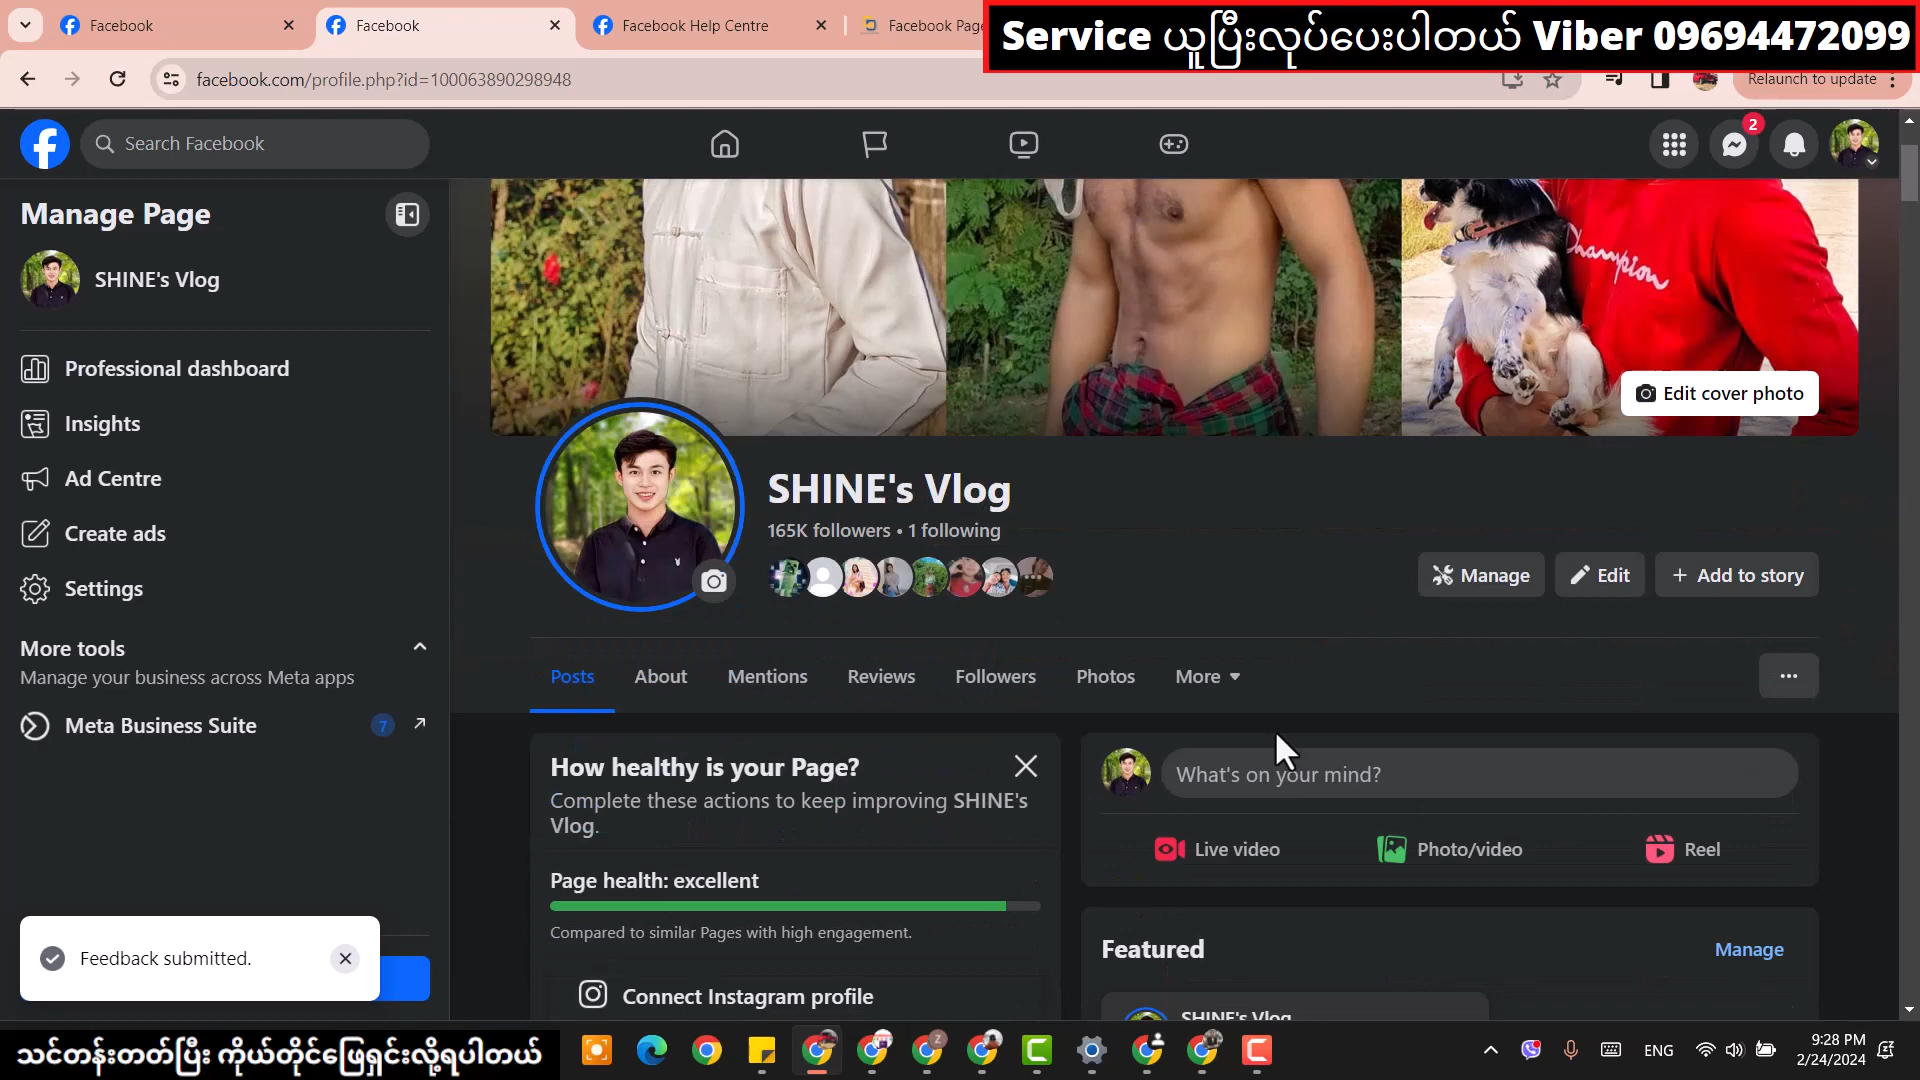 Facebook
Facebook
Facebook Help Centre
Facebook Pag
Service ယူပြီးလုပ်ပေးပါတယ် Viber 09694472099
facebook.com/profile.php?id=100063890298948
Relaunch to update
Search Facebook
2
Manage Page
SHINE's Vlog
Professional dashboard
Insights
Ad Centre
Create ads
Settings
More tools
Manage your business across Meta apps
Meta Business Suite
7
Feedback submitted.
Champion
Edit cover photo
SHINE's Vlog
165K followers • 1 following
Manage
Edit
+ Add to story
Posts
About
Mentions
Reviews
Followers
Photos
More
How healthy is your Page?
Complete these actions to keep improving SHINE's
Vlog.
Page health: excellent
Compared to similar Pages with high engagement.
Connect Instagram profile
What's on your mind?
Live video
Photo/video
Reel
Featured
Manage
SHINE's Vlog
သင်တန်းတတ်ပြီး ကိုယ်တိုင်ဖြေရှင်းလို့ရပါတယ်
ENG
9:28 PM
2/24/2024